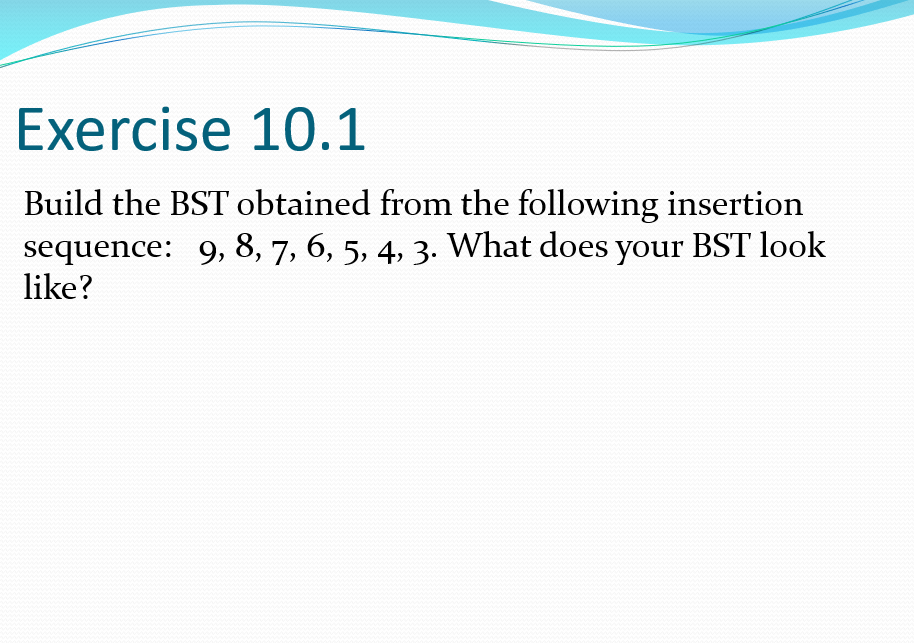 Exercise 10.1
Build the BST obtained from the following insertion
sequence: 9, 8, 7, 6, 5, 4, 3. What does your BST look
like?